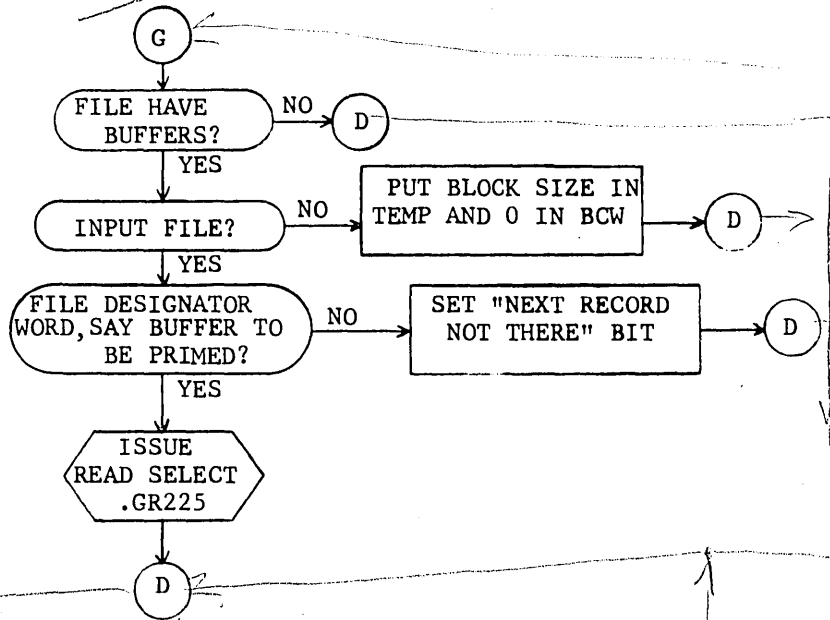 G
FILE HAVE
BUFFERS?
NO
D
YES
INPUT FILE?
NO
PUT BLOCK SIZE IN
TEMP AND 0 IN BCW
D
YES
FILE DESIGNATOR
WORD,SAY BUFFER TO
BE PRIMED?
NO
SET "NEXT RECORD
NOT THERE" BIT
D
YES
ISSUE
READ SELECT
.GR225
D